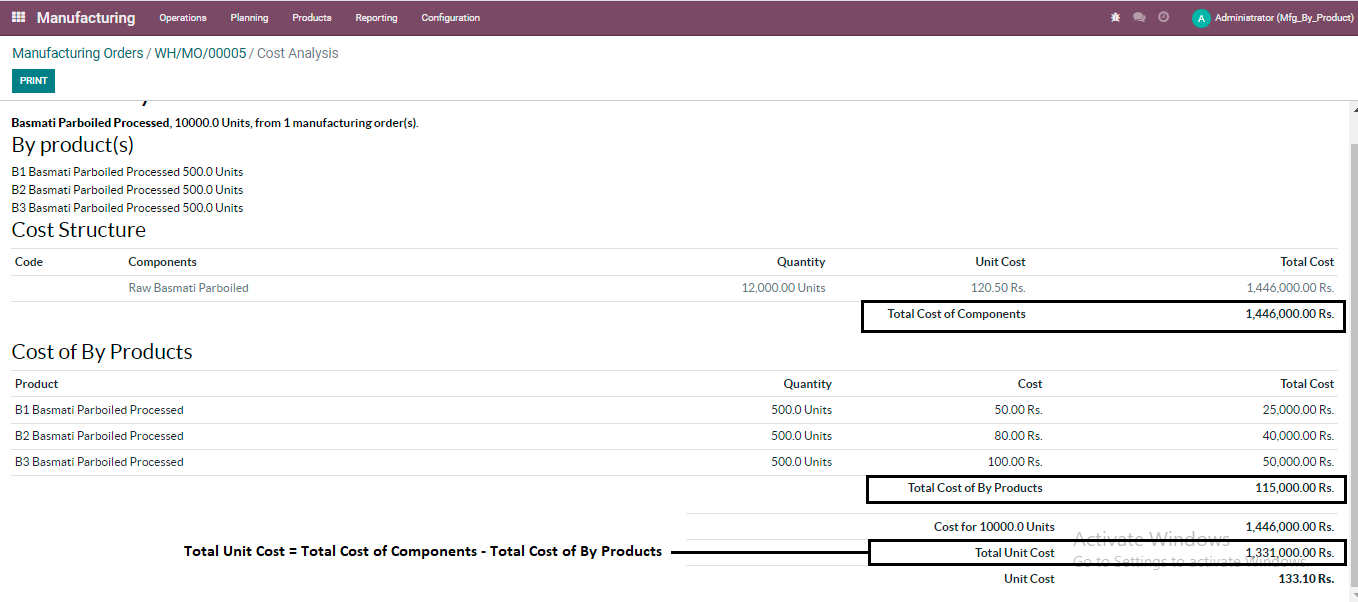 Manufacturing Operations Planning Products Reporting Configuration A Administrator (Mfg_By_Product)
Manufacturing Orders / WH/MO/00005 / Cost Analysis
PRINT
Basmati Parboiled Processed, 10000.0 Units, from 1 manufacturing order(s).
By product(s)
B1 Basmati Parboiled Processed 500.0 Units
B2 Basmati Parboiled Processed 500.0 Units
B3 Basmati Parboiled Processed 500.0 Units
Cost Structure
Code Components Quantity Unit Cost Total Cost
Raw Basmati Parboiled 12,000.00 Units 120.50 Rs. 1,446,000.00 Rs.
Total Cost of Components 1,446,000.00 Rs.
Cost of By Products
Product Quantity Cost Total Cost
B1 Basmati Parboiled Processed 500.0 Units 50.00 Rs. 25,000.00 Rs.
B2 Basmati Parboiled Processed 500.0 Units 80.00 Rs. 40,000.00 Rs.
B3 Basmati Parboiled Processed 500.0 Units 100.00 Rs. 50,000.00 Rs.
Total Cost of By Products 115,000.00 Rs.
Cost for 10000.0 Units 1,446,000.00 Rs.
Activate Windows
Total Unit Cost = Total Cost of Components - Total Cost of By Products Total Unit Cost 1,331,000.00 Rs.
Go to Settings to activate Windows.
Unit Cost 133.10 Rs.